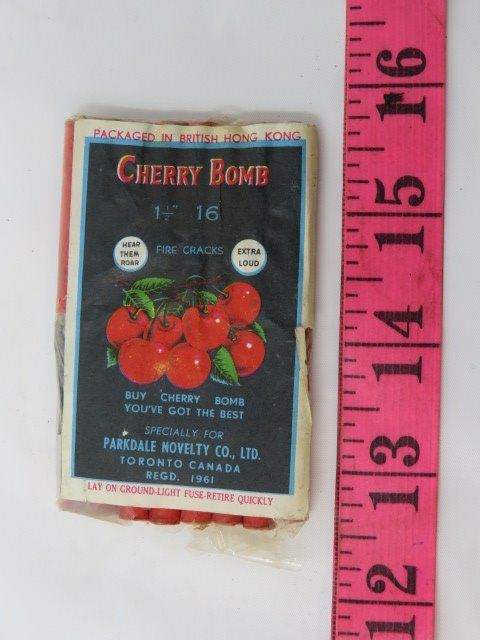 PACKAGED IN BRITISH HONG KONG
CHERRY BOMB
1½" 16
HEAR THEM ROAR
FIRE CRACKS
EXTRA LOUD
BUY CHERRY BOMB
YOU'VE GOT THE BEST
SPECIALLY FOR
PARKDALE NOVELTY CO., LTD.
TORONTO CANADA
REGD. 1961
LAY ON GROUND-LIGHT FUSE-RETIRE QUICKLY
16
15
14
13
12